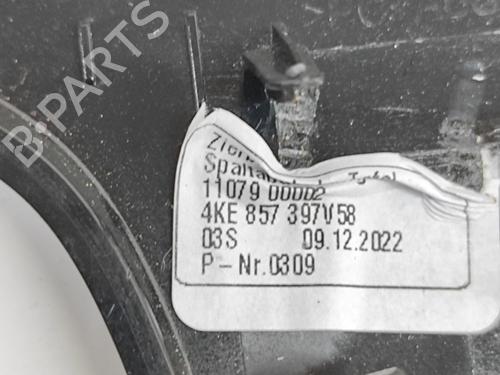 B-PARTS
11079 00002
4KE 857 397V58
03S 09.12.2022
P-Nr.0309